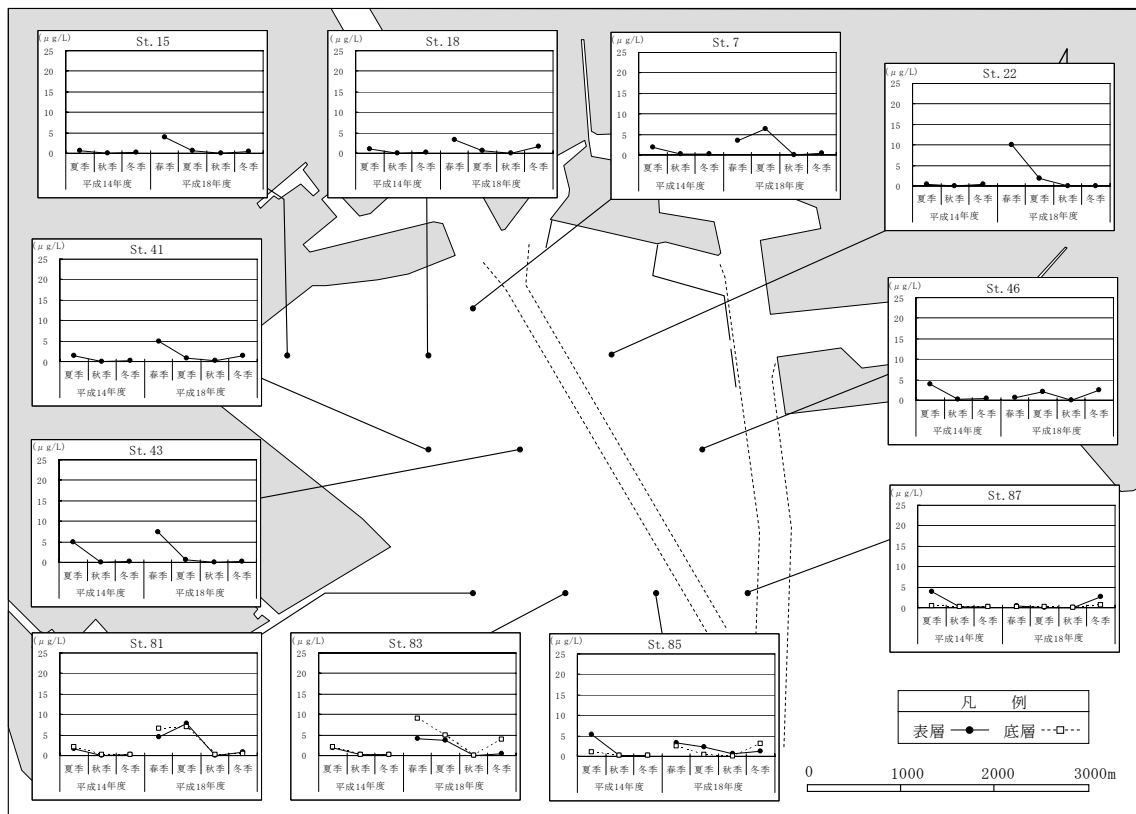 St.15
(μg/L)
25
20
15
10
5
0
夏季 秋季 冬季 春季 夏季 秋季 冬季
平成14年度 平成18年度
St.18
(μg/L)
25
20
15
10
5
0
夏季 秋季 冬季 春季 夏季 秋季 冬季
平成14年度 平成18年度
St.7
(μg/L)
25
20
15
10
5
0
夏季 秋季 冬季 春季 夏季 秋季 冬季
平成14年度 平成18年度
St.22
(μg/L)
25
20
15
10
5
0
夏季 秋季 冬季 春季 夏季 秋季 冬季
平成14年度 平成18年度
St.41
(μg/L)
25
20
15
10
5
0
夏季 秋季 冬季 春季 夏季 秋季 冬季
平成14年度 平成18年度
St.46
(μg/L)
25
20
15
10
5
0
夏季 秋季 冬季 春季 夏季 秋季 冬季
平成14年度 平成18年度
St.43
(μg/L)
25
20
15
10
5
0
夏季 秋季 冬季 春季 夏季 秋季 冬季
平成14年度 平成18年度
St.87
(μg/L)
25
20
15
10
5
0
夏季 秋季 冬季 春季 夏季 秋季 冬季
平成14年度 平成18年度
St.81
(μg/L)
25
20
15
10
5
0
夏季 秋季 冬季 春季 夏季 秋季 冬季
平成14年度 平成18年度
St.83
(μg/L)
25
20
15
10
5
0
夏季 秋季 冬季 春季 夏季 秋季 冬季
平成14年度 平成18年度
St.85
(μg/L)
25
20
15
10
5
0
夏季 秋季 冬季 春季 夏季 秋季 冬季
平成14年度 平成18年度
凡 例
表層 底層
0 1000 2000 3000m